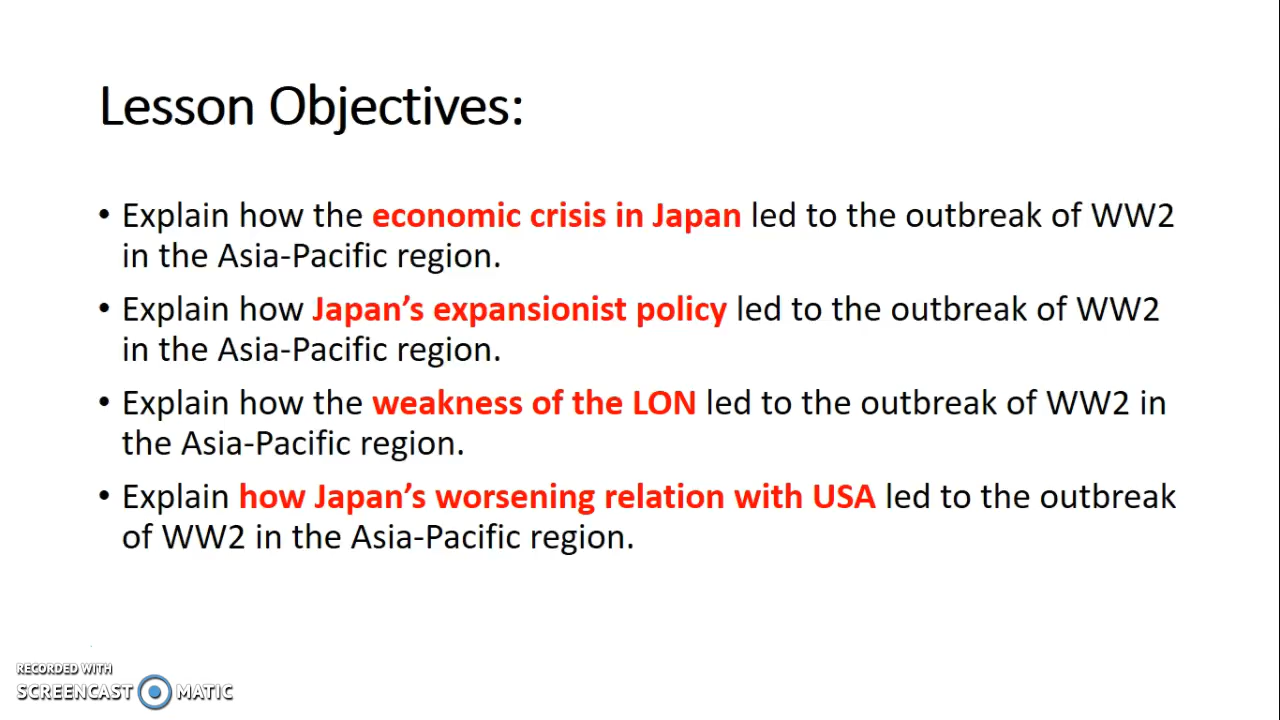 Lesson Objectives:
• Explain how the economic crisis in Japan led to the outbreak of WW2
in the Asia-Pacific region.
• Explain how Japan’s expansionist policy led to the outbreak of WW2
in the Asia-Pacific region.
• Explain how the weakness of the LON led to the outbreak of WW2 in
the Asia-Pacific region.
• Explain how Japan’s worsening relation with USA led to the outbreak
of WW2 in the Asia-Pacific region.
RECORDED WITH
SCREENCAST MATIC